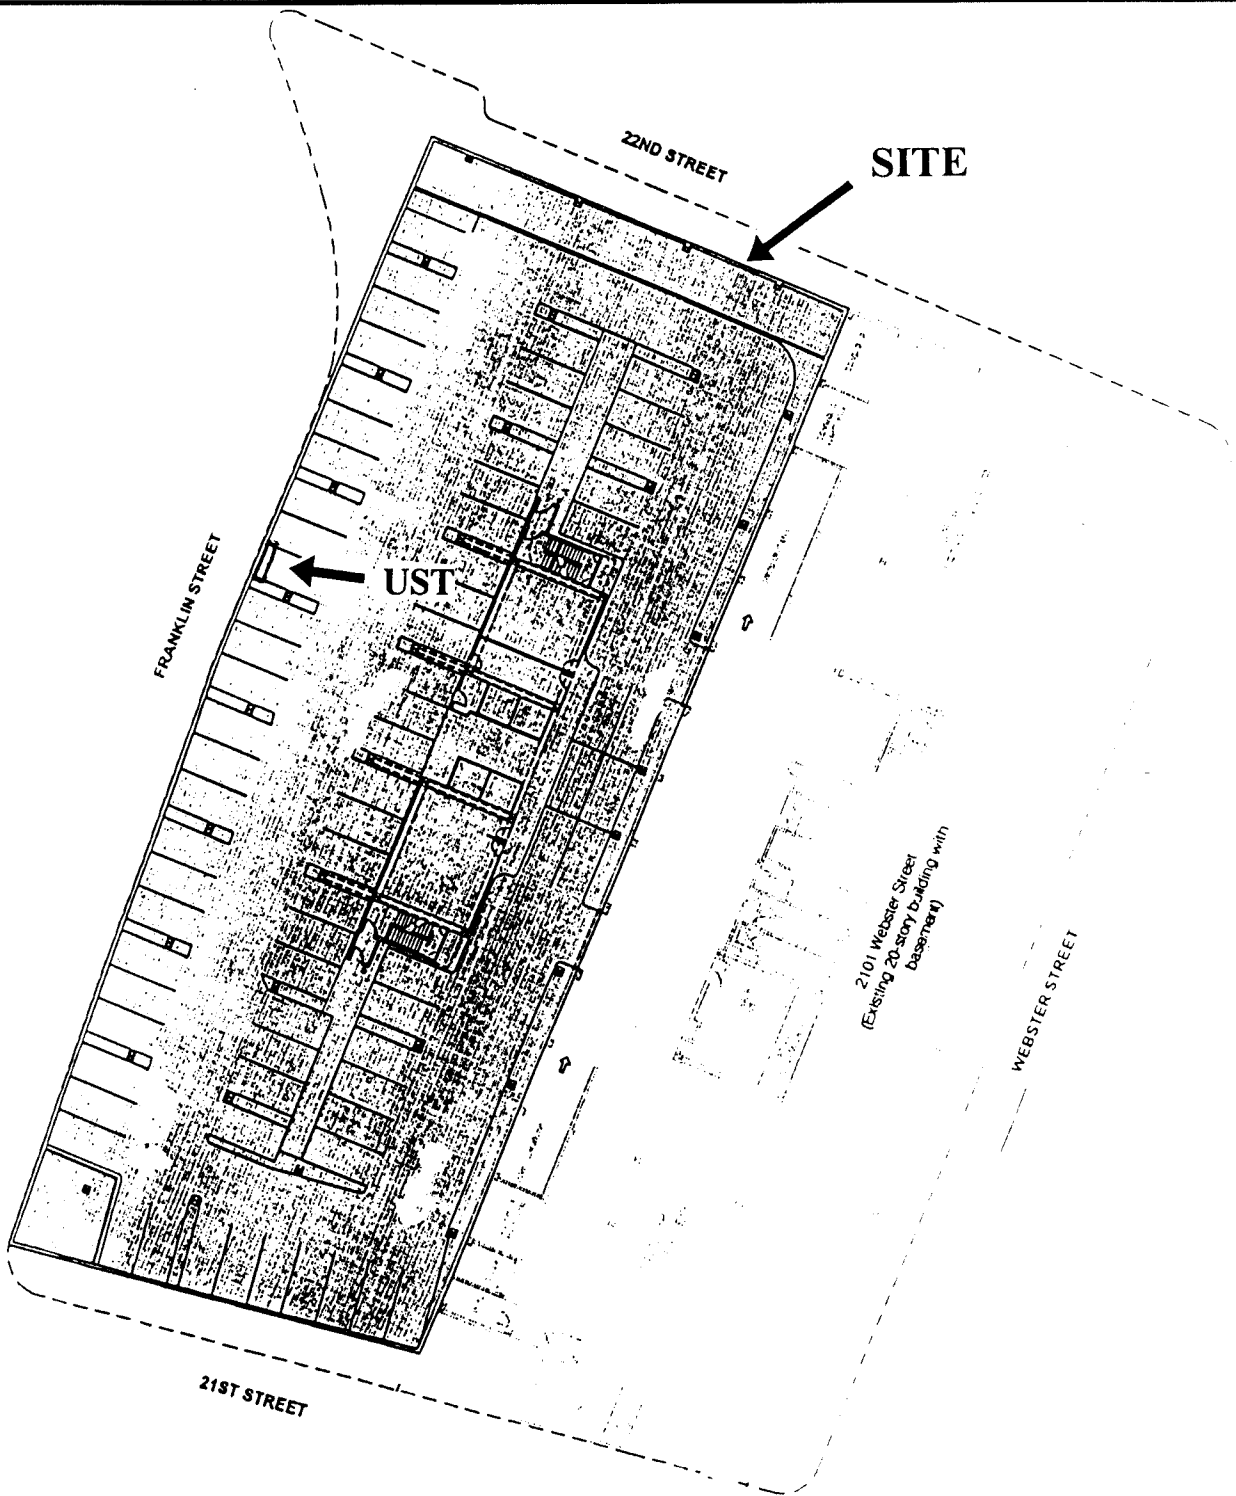 22ND STREET
SITE
UST
FRANKLIN STREET
2101 Webster Street
(Existing 20-story building with
basement)
WEBSTER STREET
21ST STREET